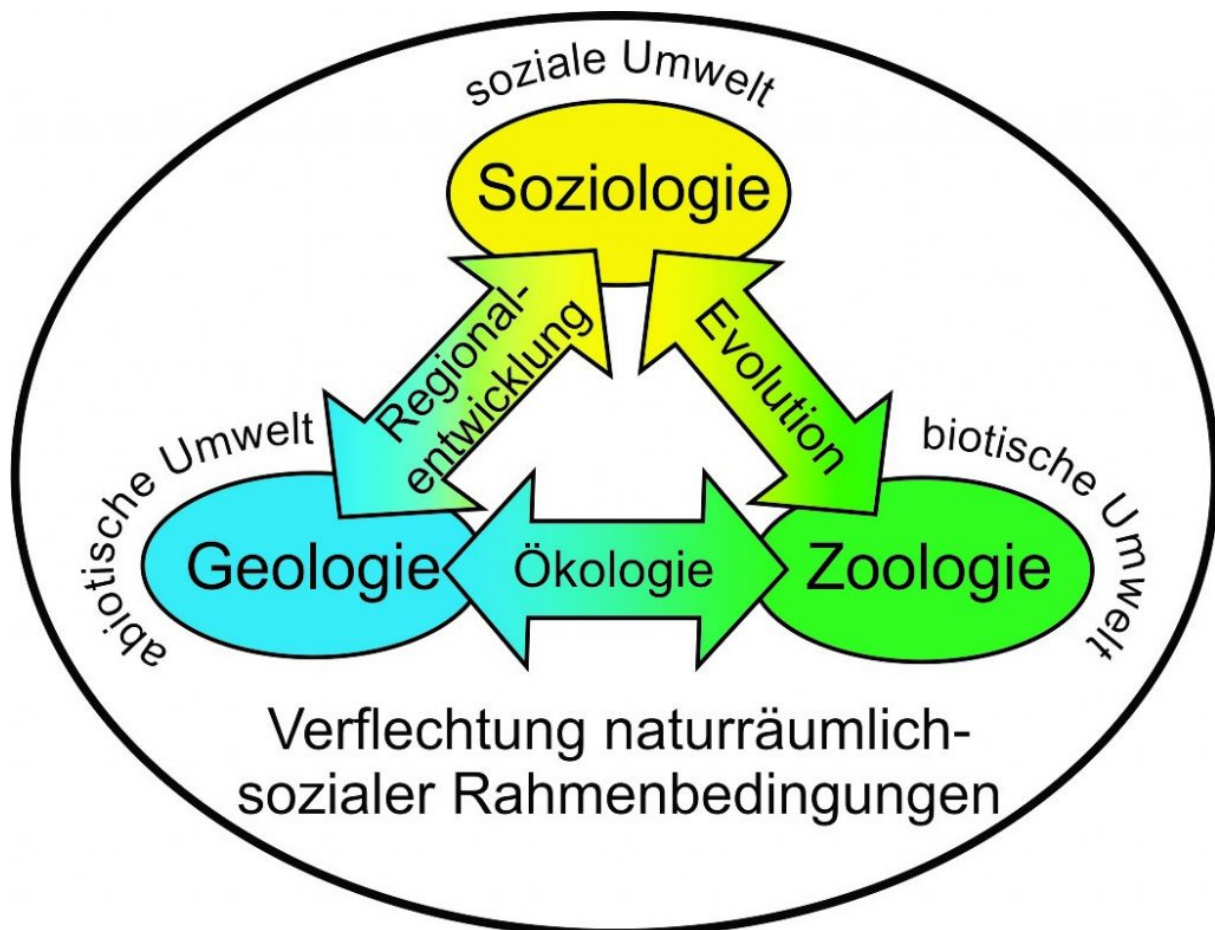 soziale Umwelt
Soziologie
Regional-
entwicklung
Evolution
abiotische Umwelt
biotische Umwelt
Geologie
Ökologie
Zoologie
Verflechtung naturräumlich-
sozialer Rahmenbedingungen